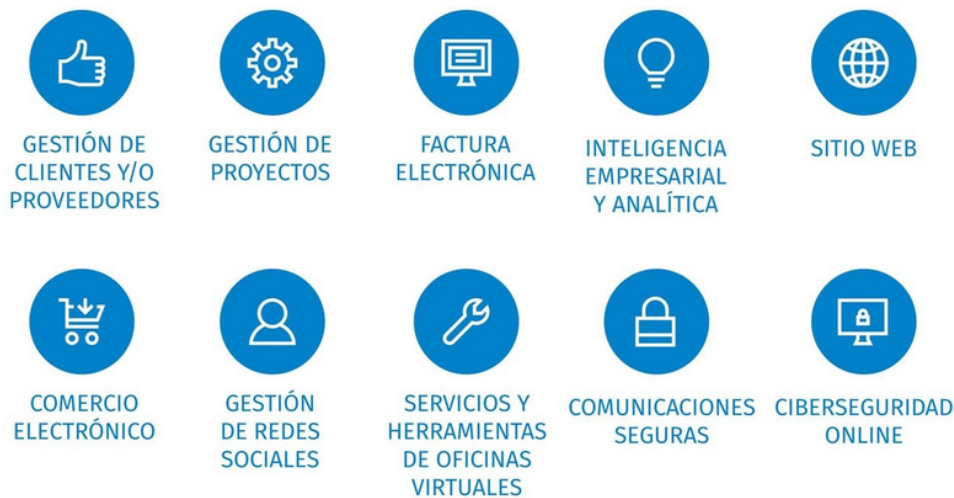 GESTIÓN DE
CLIENTES Y/O
PROVEEDORES
GESTIÓN DE
PROYECTOS
FACTURA
ELECTRÓNICA
INTELIGENCIA
EMPRESARIAL
Y ANALÍTICA
SITIO WEB
COMERCIO
ELECTRÓNICO
GESTIÓN
DE REDES
SOCIALES
SERVICIOS Y
HERRAMIENTAS
DE OFICINAS
VIRTUALES
COMUNICACIONES
SEGURAS
CIBERSEGURIDAD
ONLINE